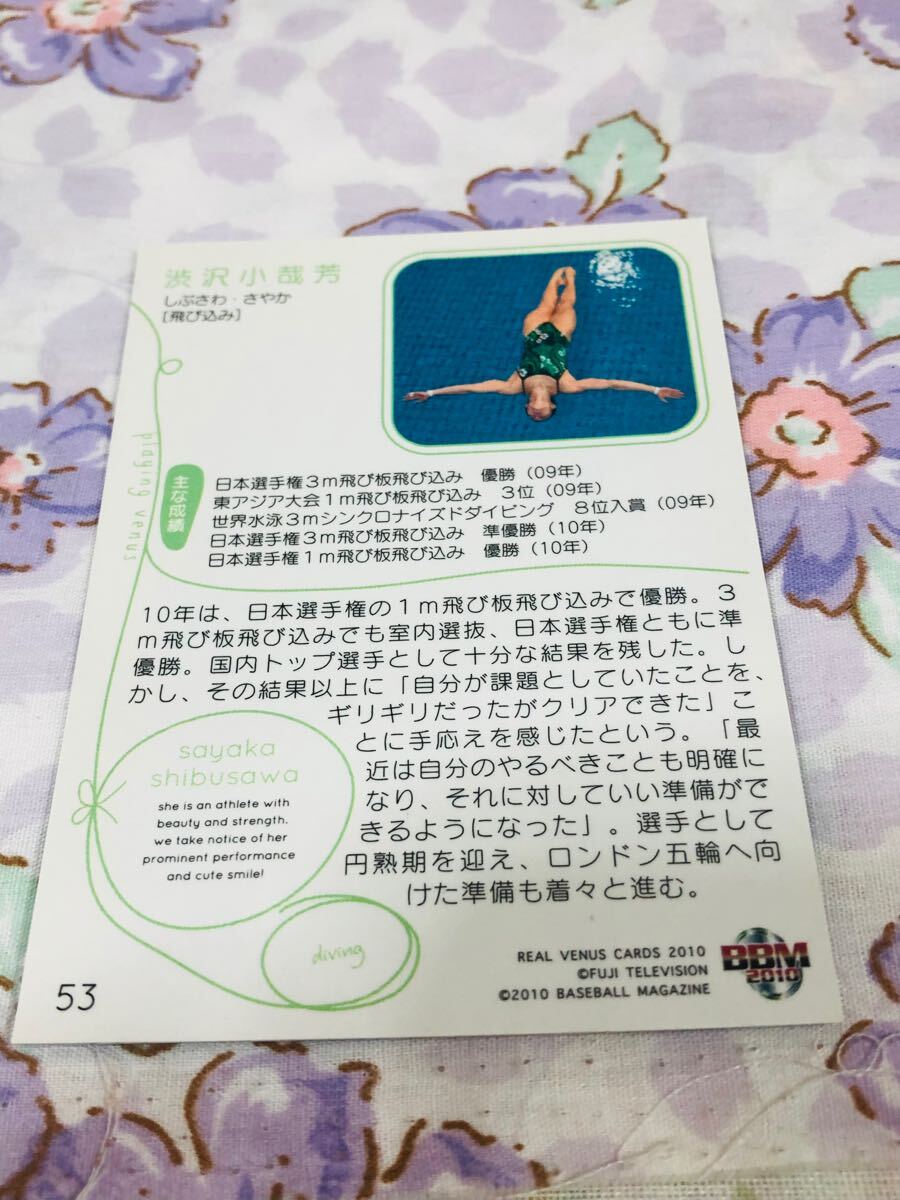 渋沢小哉芳
しぶさわ・さやか
[飛び込み]
playing venus
主な成績
日本選手権3m飛び板飛び込み 優勝（09年）
東アジア大会1m飛び板飛び込み 3位（09年）
世界水泳3mシンクロナイズドダイビング 8位入賞（09年）
日本選手権3m飛び板飛び込み 準優勝（10年）
日本選手権1m飛び板飛び込み 優勝（10年）
10年は、日本選手権の1m飛び板飛び込みで優勝。3
m飛び板飛び込みでも室内選抜、日本選手権ともに準
優勝。国内トップ選手として十分な結果を残した。し
かし、その結果以上に「自分が課題としていたことを、
ギリギリだったがクリアできた」こ
とに手応えを感じたという。「最
近は自分のやるべきことも明確に
なり、それに対していい準備がで
きるようになった」。選手として
円熟期を迎え、ロンドン五輪へ向
けた準備も着々と進む。
sayaka
shibusawa
she is an athlete with
beauty and strength.
we take notice of her
prominent performance
and cute smile!
diving
53
REAL VENUS CARDS 2010
©FUJI TELEVISION
©2010 BASEBALL MAGAZINE
BBM
2010